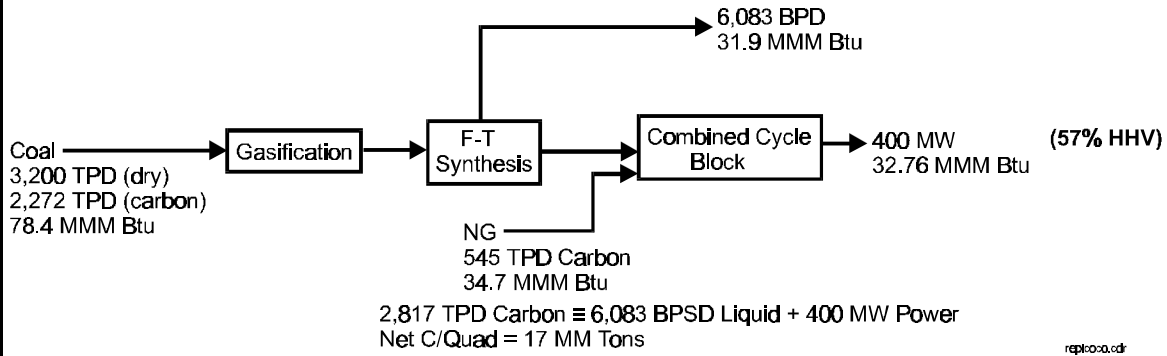 6,083 BPD
31.9 MMM Btu
Coal
3,200 TPD (dry)
2,272 TPD (carbon)
78.4 MMM Btu
Gasification
F-T
Synthesis
Combined Cycle
Block
400 MW
32.76 MMM Btu
(57% HHV)
NG
545 TPD Carbon
34.7 MMM Btu
2,817 TPD Carbon ≡ 6,083 BPSD Liquid + 400 MW Power
Net C/Quad = 17 MM Tons